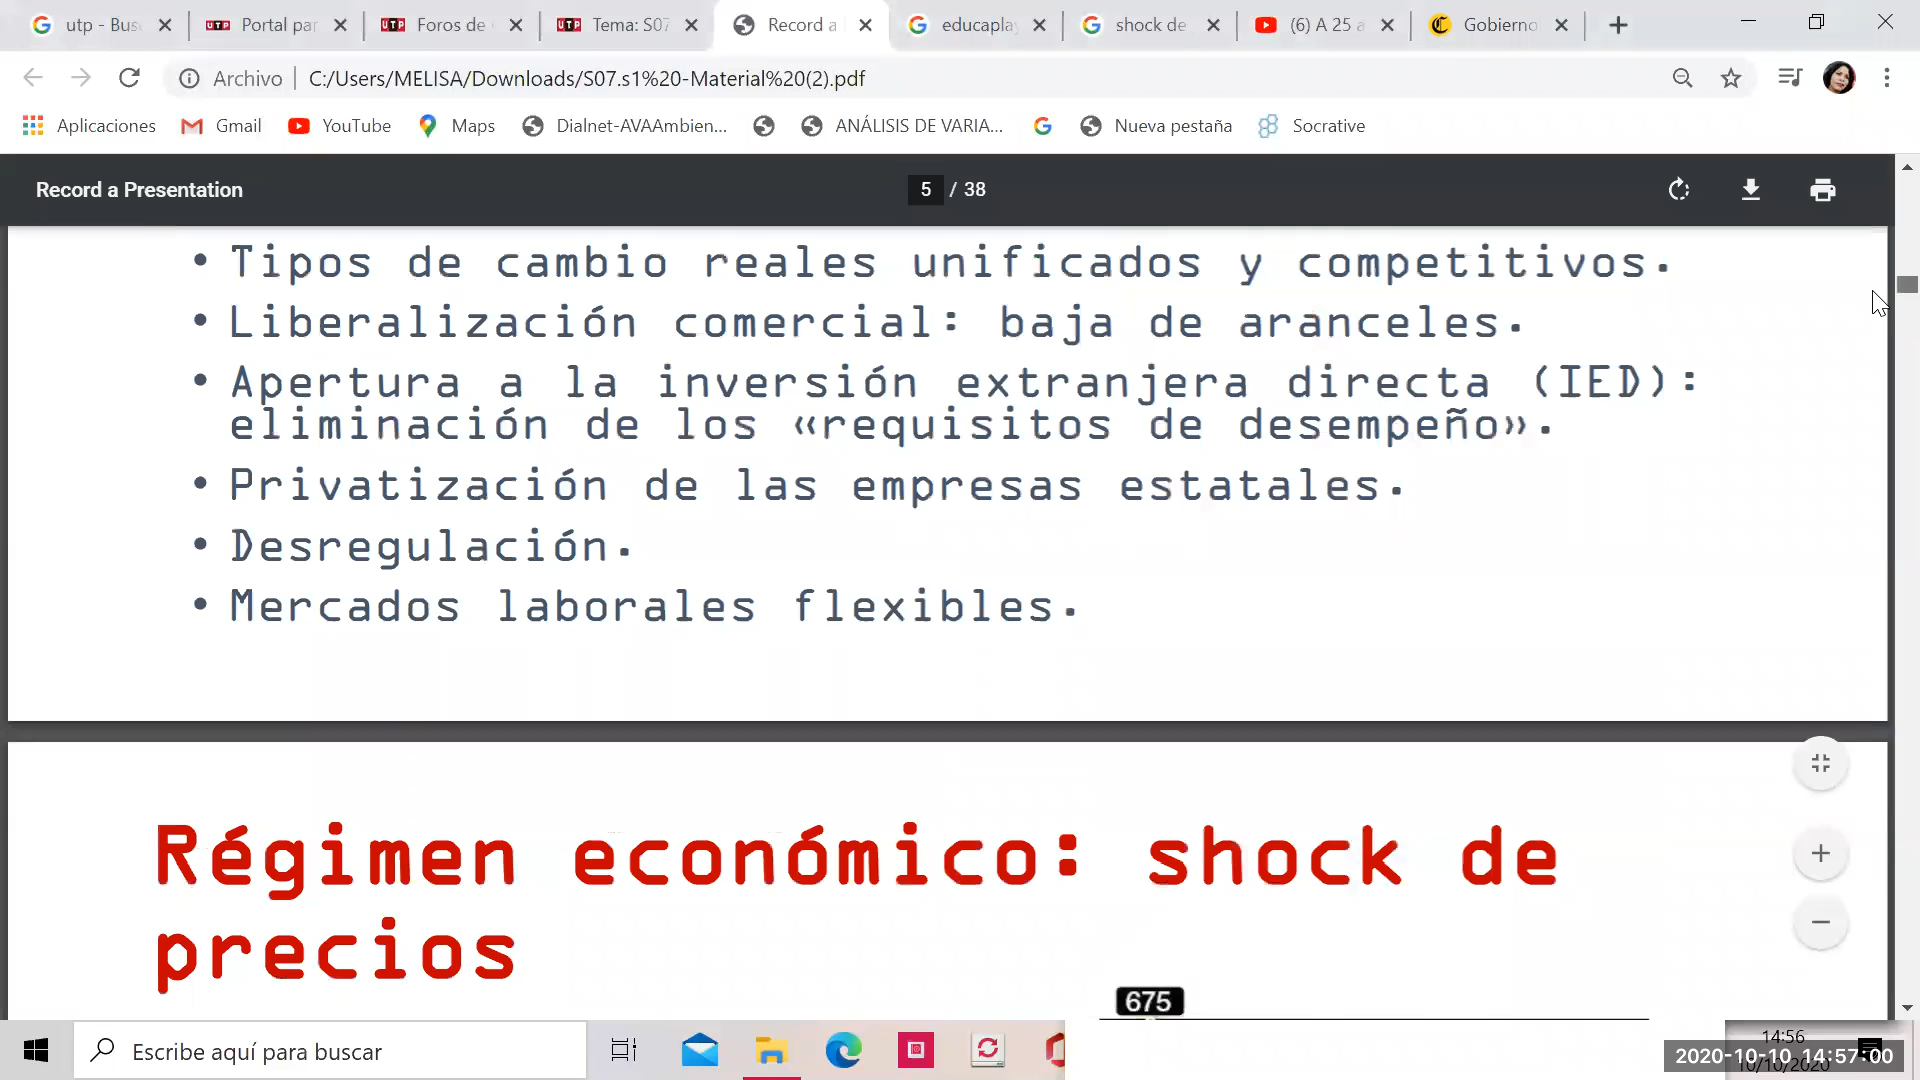 utp - Bus
Portal par
Foros de
Tema: S07
Record a
educaplay
shock de
(6) A 25 a
Gobierno
Archivo
C:/Users/MELISA/Downloads/S07.s1%20-Material%20(2).pdf
Aplicaciones
Gmail
YouTube
Maps
Dialnet-AVAAmbien...
ANÁLISIS DE VARIA...
Nueva pestaña
Socrative
Record a Presentation
5 / 38
• Tipos de cambio reales unificados y competitivos.
• Liberalización comercial: baja de aranceles.
• Apertura a la inversión extranjera directa (IED):
eliminación de los «requisitos de desempeño».
• Privatización de las empresas estatales.
• Desregulación.
• Mercados laborales flexibles.
Régimen económico: shock de
precios
675
Escribe aquí para buscar
14:56
10/10/2020
2020-10-10 14:57:00